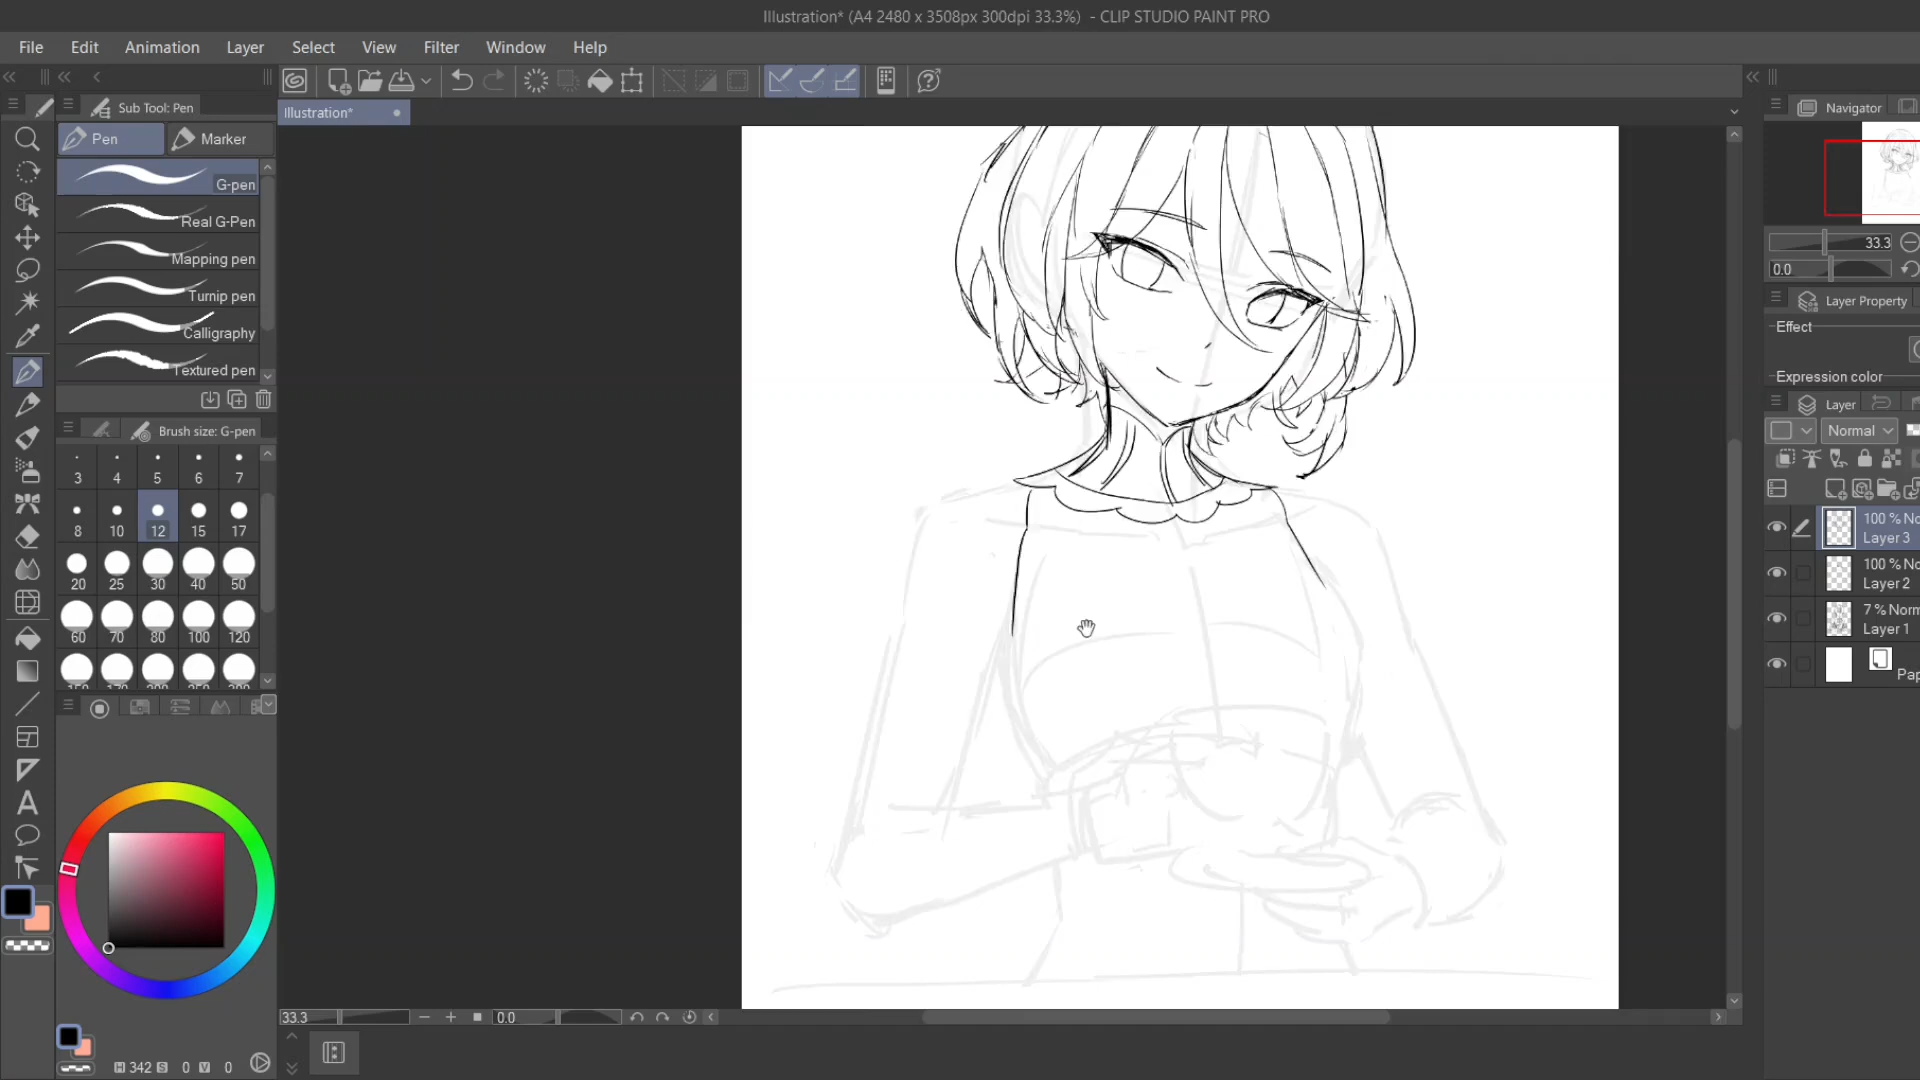 Illustration* (A4 2480 x 3508px 300dpi 33.3%) - CLIP STUDIO PAINT PRO
File Edit Animation Layer Select View Filter Window Help
Sub Tool: Pen
Illustration*
Navigator
Pen Marker
G-pen
Real G-Pen
Mapping pen
Turnip pen
Calligraphy
Textured pen
33.3
0.0
Layer Property
Effect
Expression color
Layer
Normal
Brush size: G-pen
3 4 5 6 7
8 10 12 15 17
20 25 30 40 50
60 70 80 100 120
100 % No
Layer 3
100 % No
Layer 2
7 % Norm
Layer 1
Pap
33.3 0.0
H 342 S 0 V 0